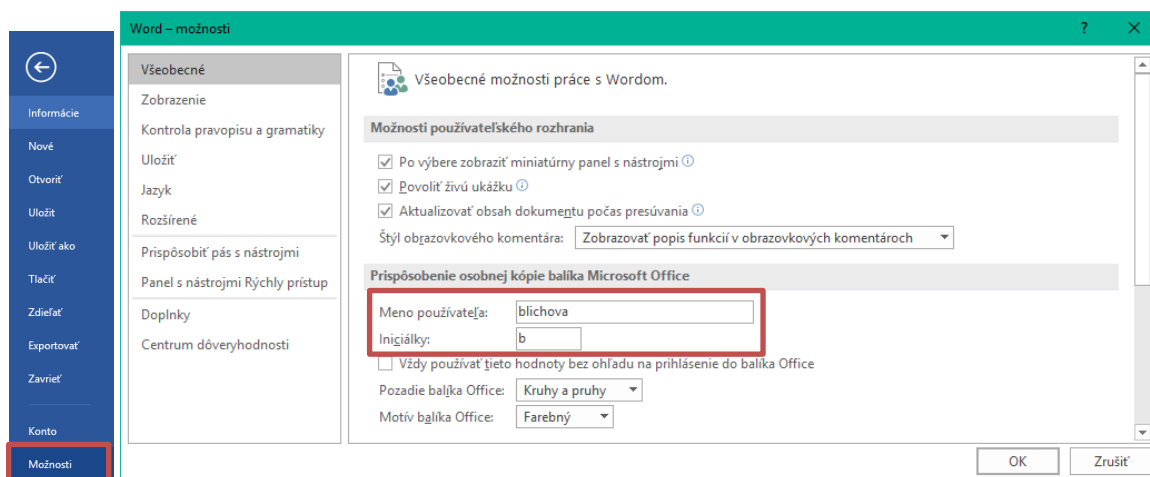 Word – možnosti
?
Informácie
Nové
Otvoriť
Uložit
Uložiť ako
Tlačiť
Zdieľať
Exportovať
Zavrieť
Konto
Možnosti
Všeobecné
Zobrazenie
Kontrola pravopisu a gramatiky
Uložiť
Jazyk
Rozšírené
Prispôsobiť pás s nástrojmi
Panel s nástrojmi Rýchly prístup
Doplnky
Centrum dôveryhodnosti
Všeobecné možnosti práce s Wordom.
Možnosti používateľského rozhrania
Po výbere zobraziť miniatúrny panel s nástrojmi
Povoliť živú ukážku
Aktualizovať obsah dokumentu počas presúvania
Štýl obrazovkového komentára: Zobrazovať popis funkcií v obrazovkových komentároch
Prispôsobenie osobnej kópie balíka Microsoft Office
Meno používateľa: blichova
Iniciálky: b
Vždy používať tieto hodnoty bez ohľadu na prihlásenie do balíka Office
Pozadie balíka Office: Kruhy a pruhy
Motív balíka Office: Farebný
OK Zrušiť